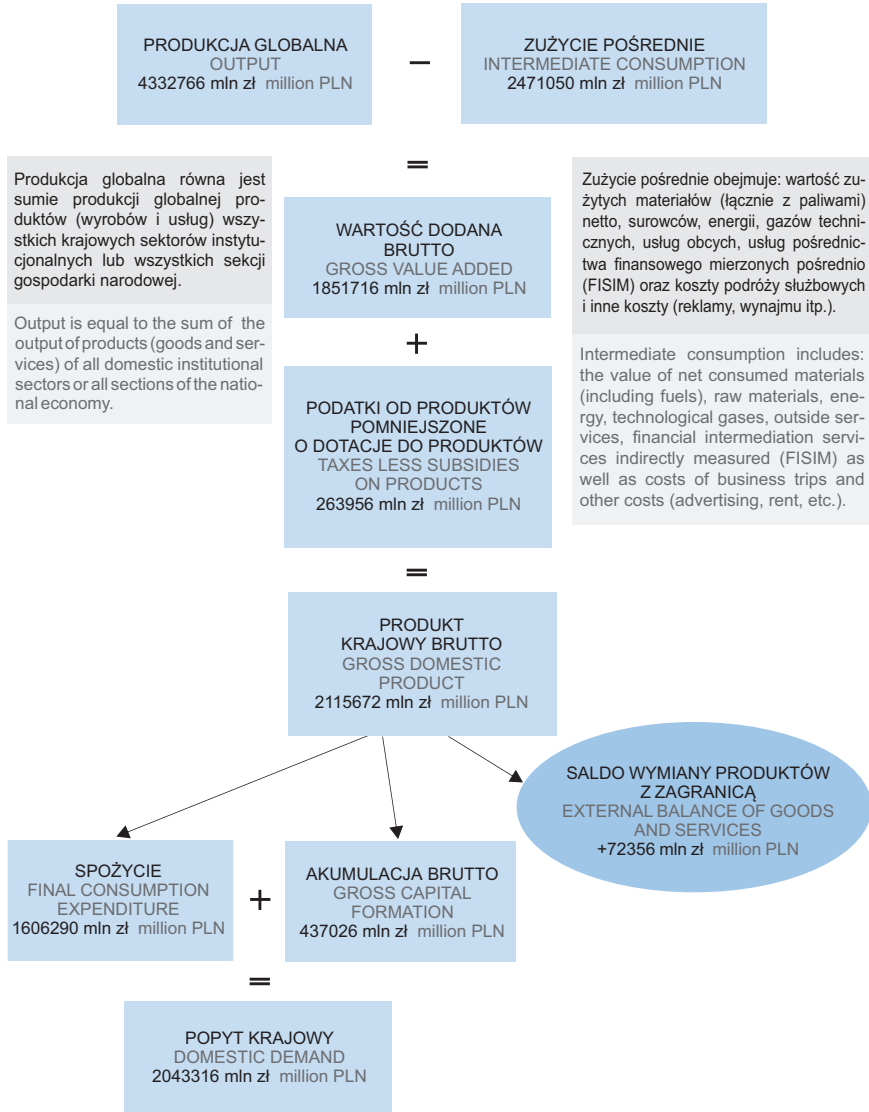 PRODUKCJA GLOBALNA
OUTPUT
4332766 mln zł million PLN
–
ZUŻYCIE POŚREDNIE
INTERMEDIATE CONSUMPTION
2471050 mln zł million PLN
=
Produkcja globalna równa jest
sumie produkcji globalnej pro-
duktów (wyrobów i usług) wszy-
stkich krajowych sektorów instytu-
cjonalnych lub wszystkich sekcji
gospodarki narodowej.
Output is equal to the sum of the
output of products (goods and ser-
vices) of all domestic institutional
sectors or all sections of the natio-
nal economy.
WARTOŚĆ DODANA
BRUTTO
GROSS VALUE ADDED
1851716 mln zł million PLN
+
PODATKI OD PRODUKTÓW
POMNIEJSZONE
O DOTACJE DO PRODUKTÓW
TAXES LESS SUBSIDIES
ON PRODUCTS
263956 mln zł million PLN
Zużycie pośrednie obejmuje: wartość zu-
żytych materiałów (łącznie z paliwami)
netto, surowców, energii, gazów techni-
cznych, usług obcych, usług pośrednic-
twa finansowego mierzonych pośrednio
(FISIM) oraz koszty podróży służbowych
i inne koszty (reklamy, wynajmu itp.).
Intermediate consumption includes:
the value of net consumed materials
(including fuels), raw materials, ene-
rgy, technological gases, outside ser-
vices, financial intermediation servi-
ces indirectly measured (FISIM) as
well as costs of business trips and
other costs (advertising, rent, etc.).
=
PRODUKT
KRAJOWY BRUTTO
GROSS DOMESTIC
PRODUCT
2115672 mln zł million PLN
SALDO WYMIANY PRODUKTÓW
Z ZAGRANICĄ
EXTERNAL BALANCE OF GOODS
AND SERVICES
+72356 mln zł million PLN
SPOŻYCIE
FINAL CONSUMPTION
EXPENDITURE
1606290 mln zł million PLN
+
AKUMULACJA BRUTTO
GROSS CAPITAL
FORMATION
437026 mln zł million PLN
=
POPYT KRAJOWY
DOMESTIC DEMAND
2043316 mln zł million PLN